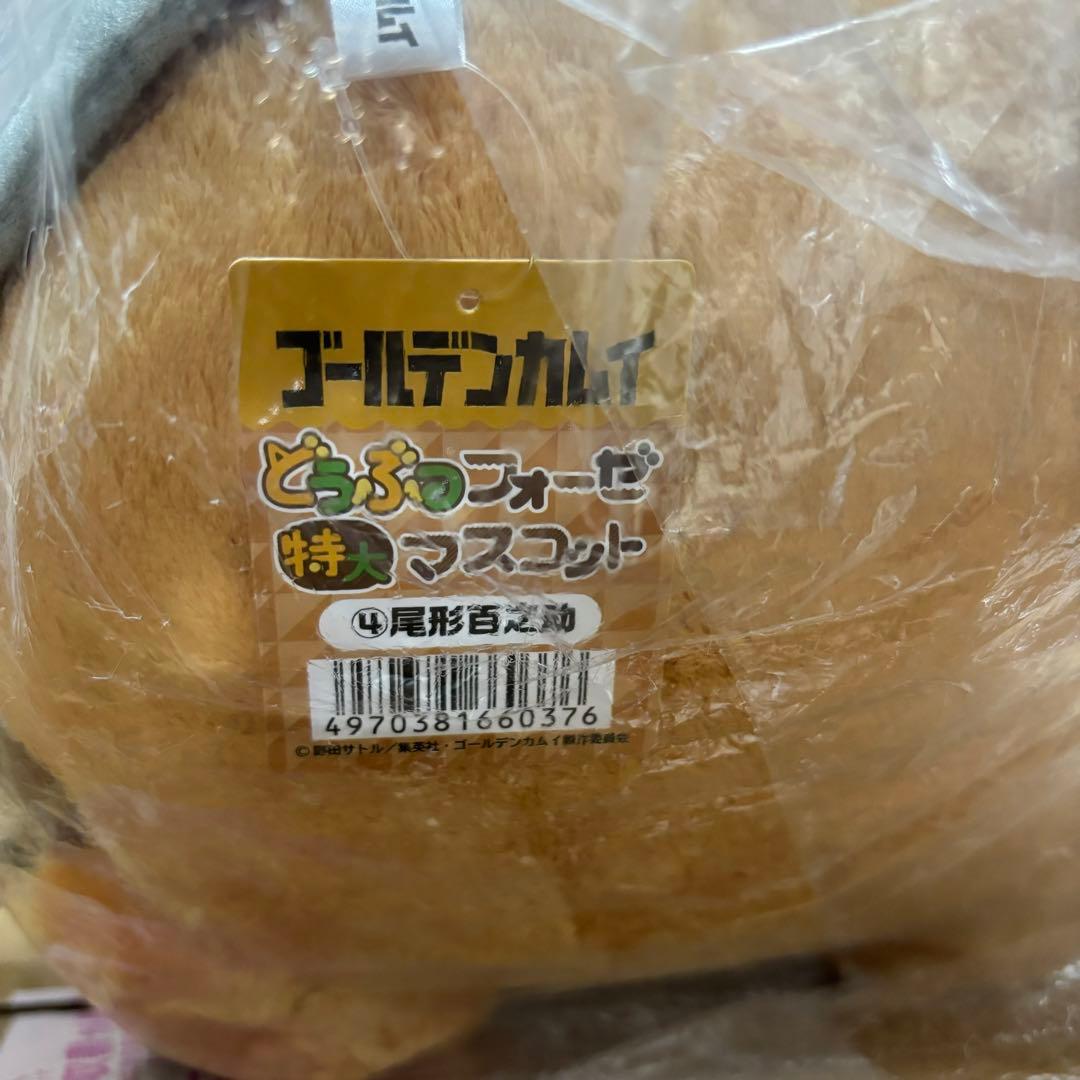 ゴールデンカムイ
どうぶつフォーゼ
特大マスコット
④尾形百之助
4970381660376
©野田サトル／集英社・ゴールデンカムイ製作委員会